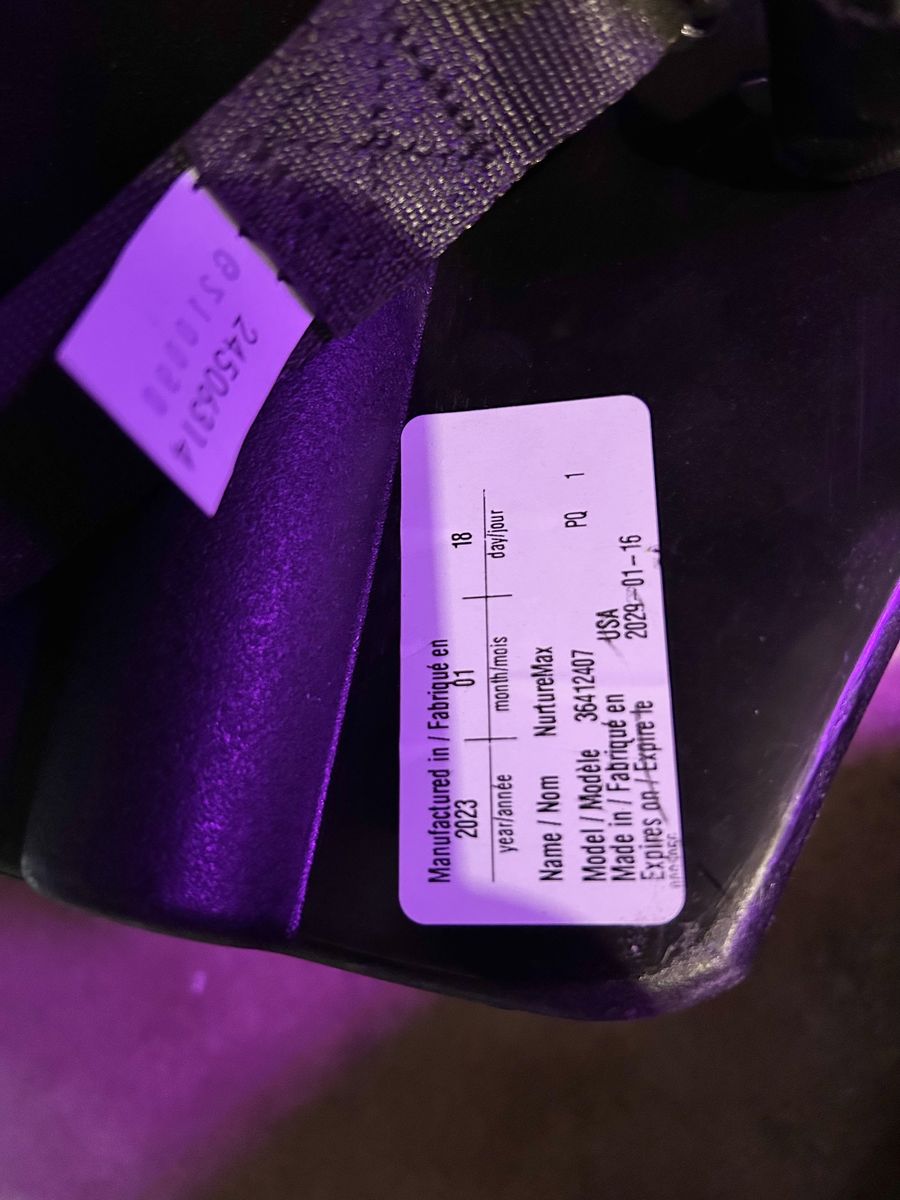 24506314
Manufactured in / Fabriqué en
2023 01 18
year/année month/mois day/jour
Name / Nom NurtureMax
Model / Modèle 36412407 PQ 1
Made in / Fabriqué en USA
Expires on / Expire le 2029-01-16